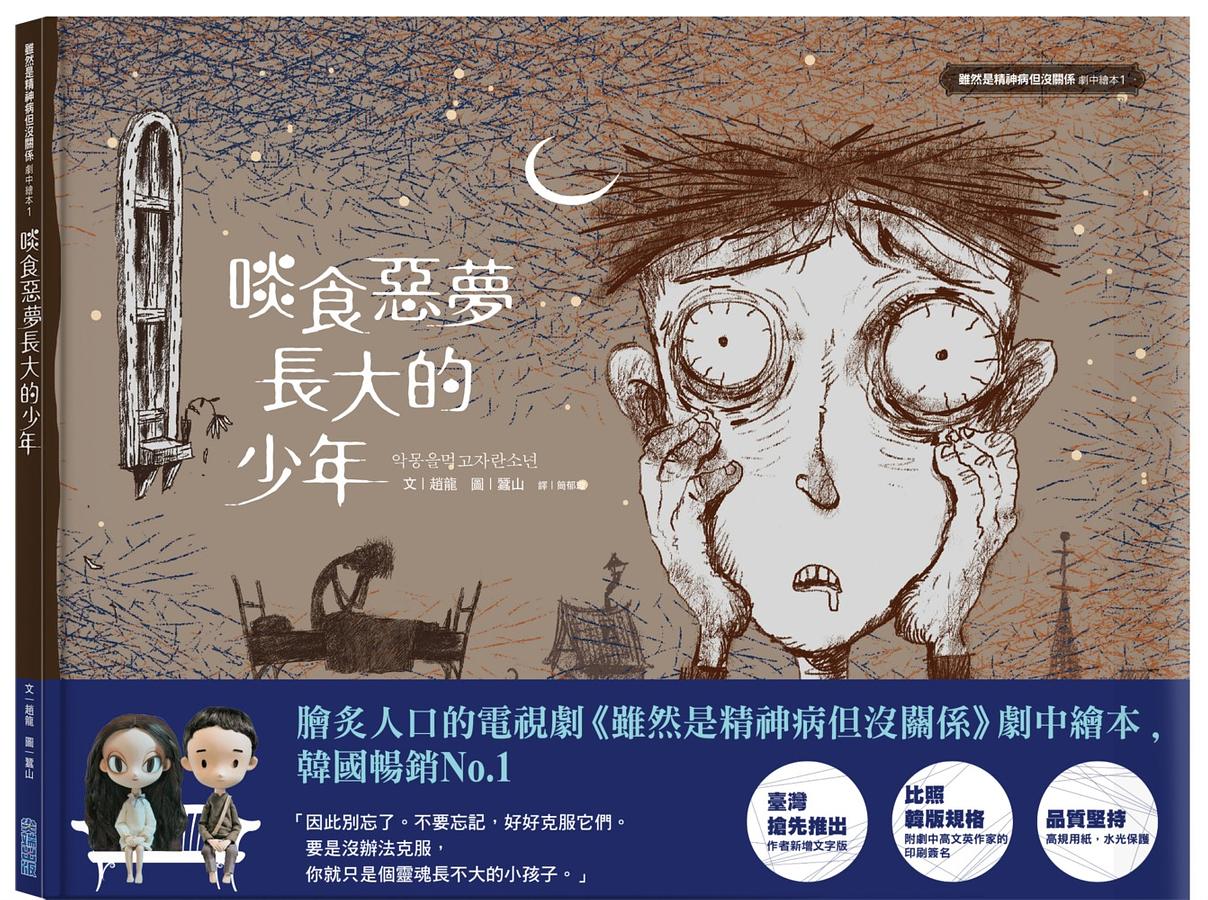 雖然是精神病但沒關係 劇中繪本1
啖食惡夢長大的少年
文｜趙龍 圖｜蠶山
尖端出版
雖然是精神病但沒關係 劇中繪本1
啖食惡夢
長大的
少年
악몽을먹고자란소년
文｜趙龍 圖｜蠶山 譯｜簡郁
膾炙人口的電視劇《雖然是精神病但沒關係》劇中繪本，
韓國暢銷No.1
「因此別忘了。不要忘記，好好克服它們。
要是沒辦法克服，
你就只是個靈魂長不大的小孩子。」
臺灣
搶先推出
作者新增文字版
比照
韓版規格
附劇中高文英作家的
印刷簽名
品質堅持
高規用紙，水光保護